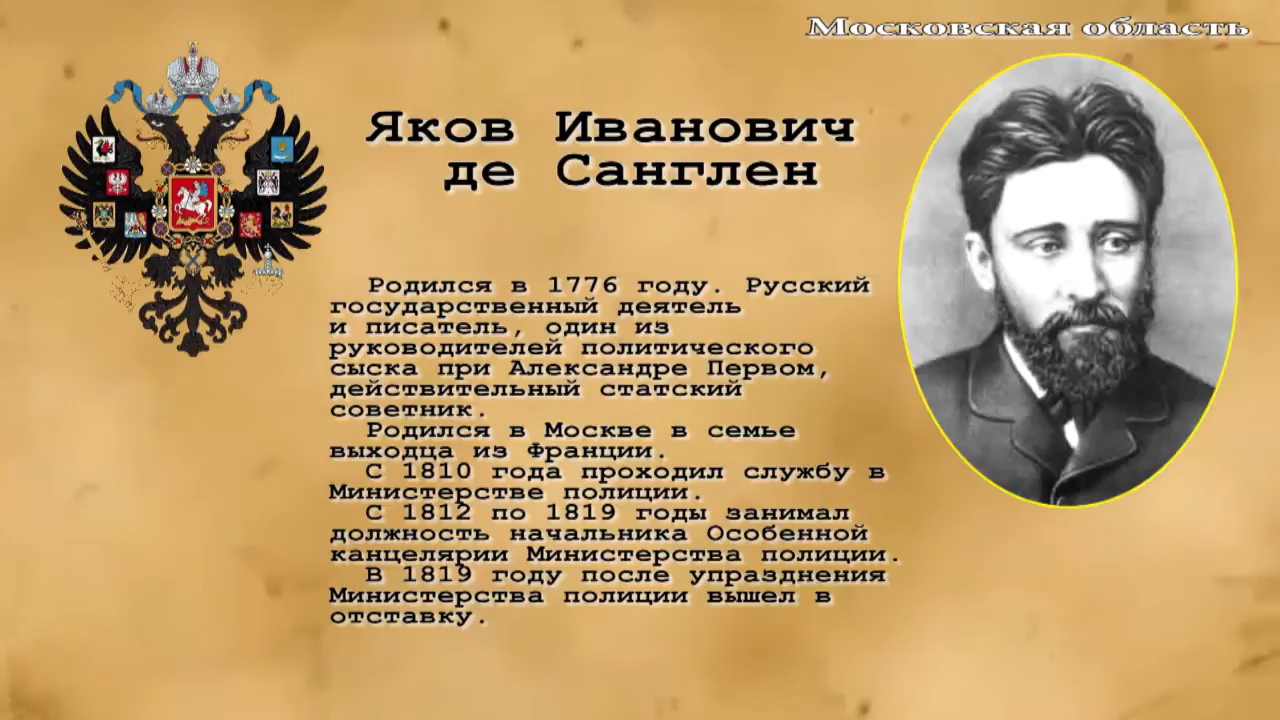 Московская область
Яков Иванович
де Санглен
Родился в 1776 году. Русский
государственный деятель
и писатель, один из
руководителей политического
сыска при Александре Первом,
действительный статский
советник.
Родился в Москве в семье
выходца из Франции.
С 1810 года проходил службу в
Министерстве полиции.
С 1812 по 1819 годы занимал
должность начальника Особенной
канцелярии Министерства полиции.
В 1819 году после упразднения
Министерства полиции вышел в
отставку.